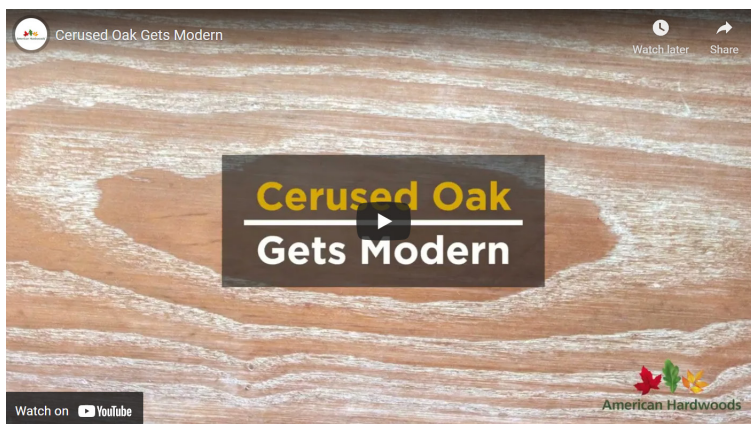 Cerused Oak Gets Modern
Watch later
Share
Cerused Oak
Gets Modern
American Hardwoods
Watch on YouTube